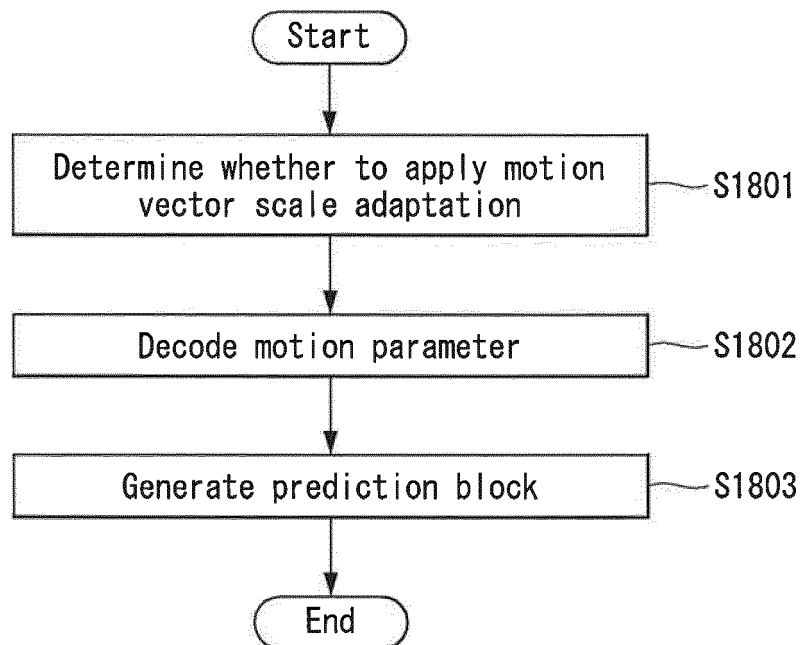 Start
Determine whether to apply motion
vector scale adaptation
S1801
Decode motion parameter
S1802
Generate prediction block
S1803
End